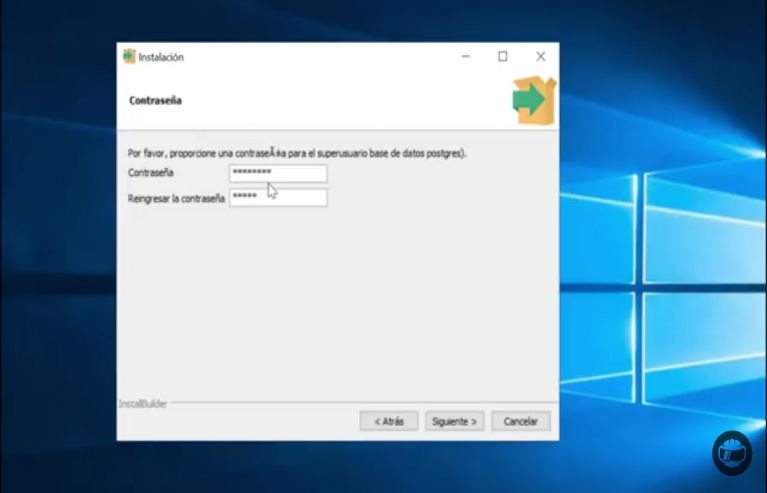 Instalación
Contraseña
Por favor, proporcione una contraseÃ±a para el superusuario base de datos postgres).
Contraseña ********
Reingresar la contraseña *****
InstallBuilder
< Atrás Siguiente > Cancelar